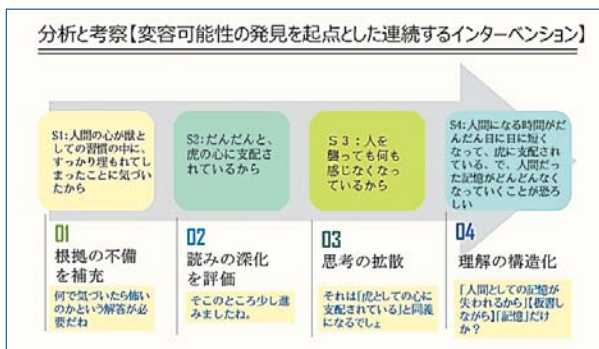 分析と考察【変容可能性の発見を起点とした連続するインターベンション】
S1:人間の心が獣とし
ての習慣の中に、
すっかり埋もれてし
まったことに気づい
たから
S2:だんだんと、
虎の心に支配さ
れているから
S3:人を
襲っても何も
感じなくなっ
ているから
S4:人間になる時間がだ
んだん日に日に短く
なって、虎に支配され
ている、で、人間だっ
た記憶がどんどんなく
なっていくことが恐ろ
しい
01
根拠の不備
を補充
何で気づいたら怖い
のかという解答が必
要だね
02
読みの深化
を評価
そこのところ少し進
みましたね。
03
思考の拡散
それは「虎としての心に
支配されている」と同義
になるでしょ
04
理解の構造化
「人間としての記憶が
失われるから」【板書し
ながら】「記憶」だけ
か?